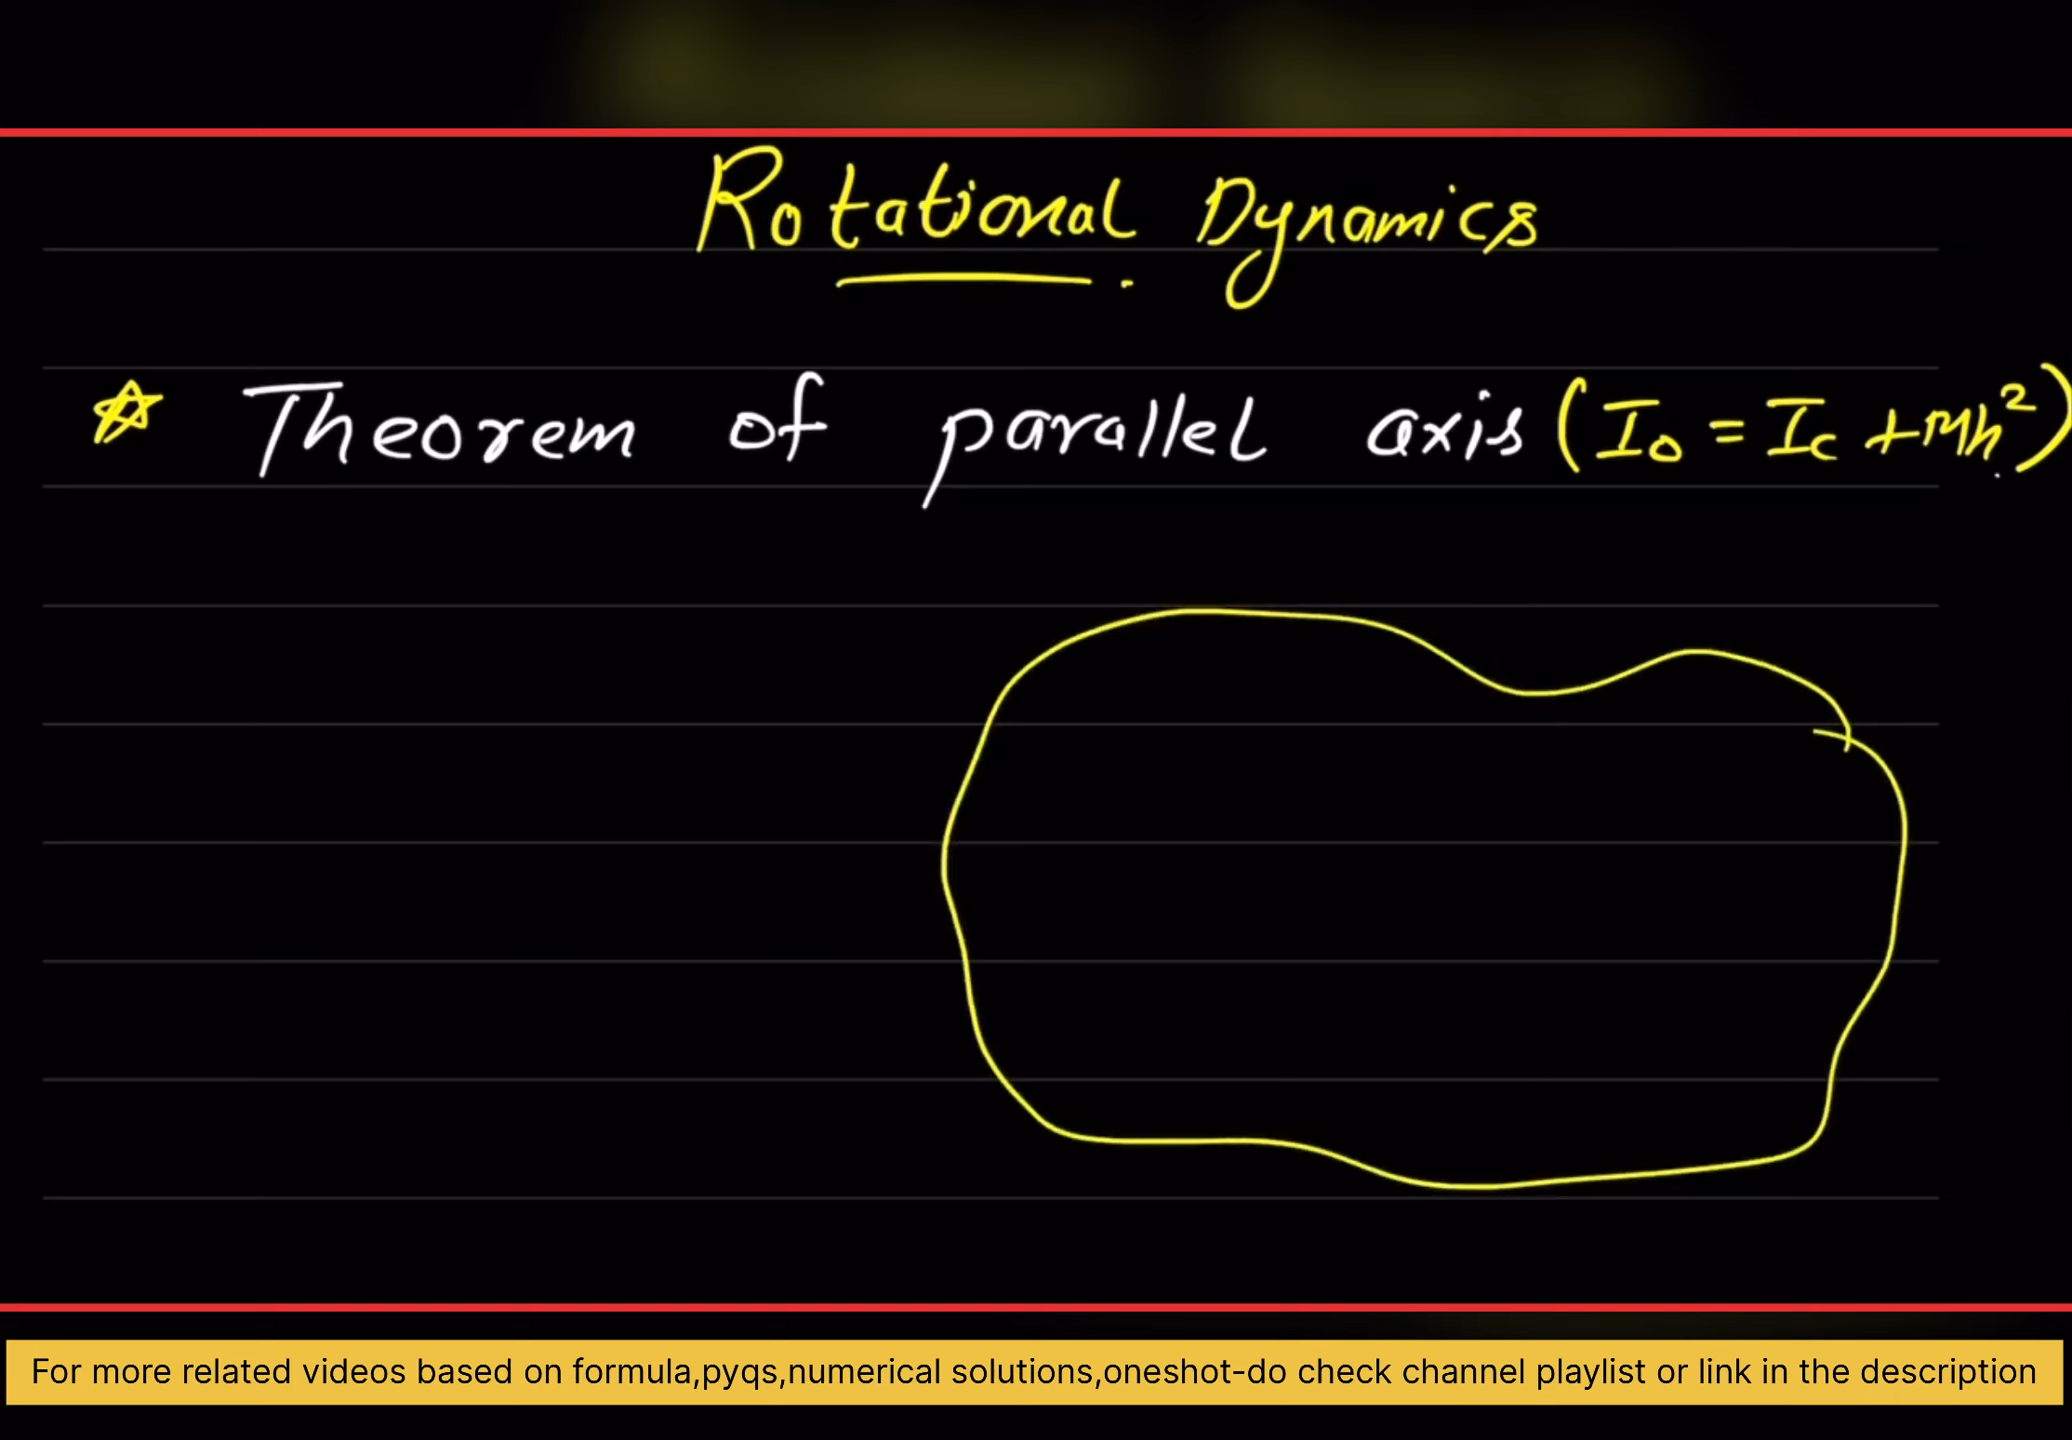 Rotational Dynamics
Theorem of parallel axis (I₀ = Ic + Mh²)
For more related videos based on formula,pyqs,numerical solutions,oneshot-do check channel playlist or link in the description